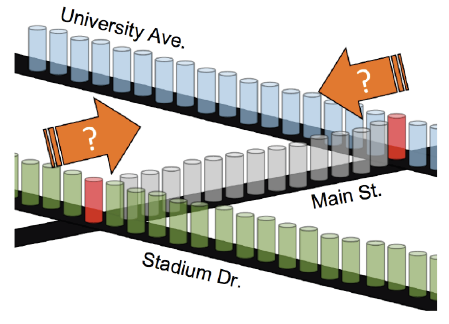 University Ave.
?
?
Main St.
Stadium Dr.